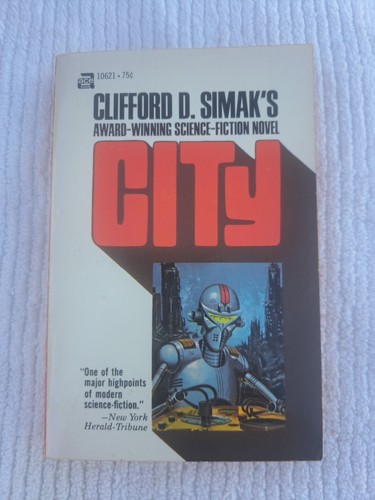 ace
10621 • 75¢
CLIFFORD D. SIMAK'S
AWARD-WINNING SCIENCE-FICTION NOVEL
CITy
"One of the
major highpoints
of modern
science-fiction."
—New York
Herald-Tribune